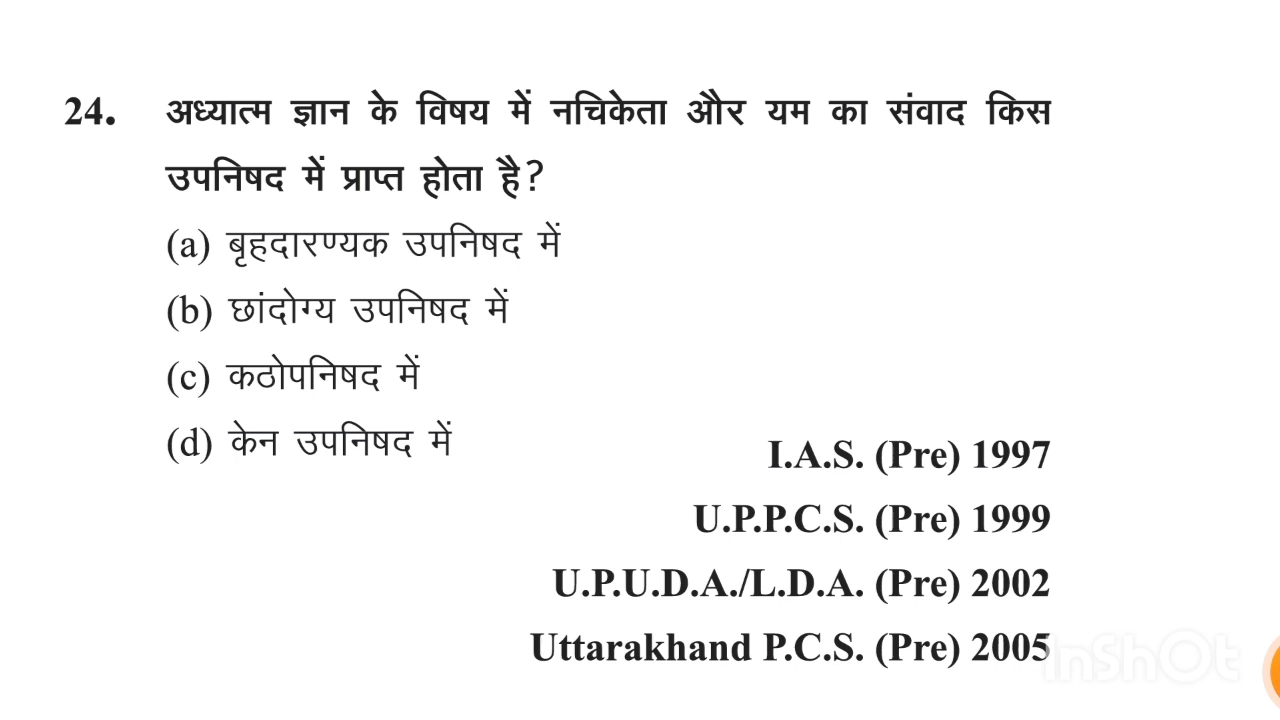 24. अध्यात्म ज्ञान के विषय में नचिकेता और यम का संवाद किस
उपनिषद में प्राप्त होता है?
(a) बृहदारण्यक उपनिषद में
(b) छांदोग्य उपनिषद में
(c) कठोपनिषद में
(d) केन उपनिषद में
I.A.S. (Pre) 1997
U.P.P.C.S. (Pre) 1999
U.P.U.D.A./L.D.A. (Pre) 2002
Uttarakhand P.C.S. (Pre) 2005
InShOt